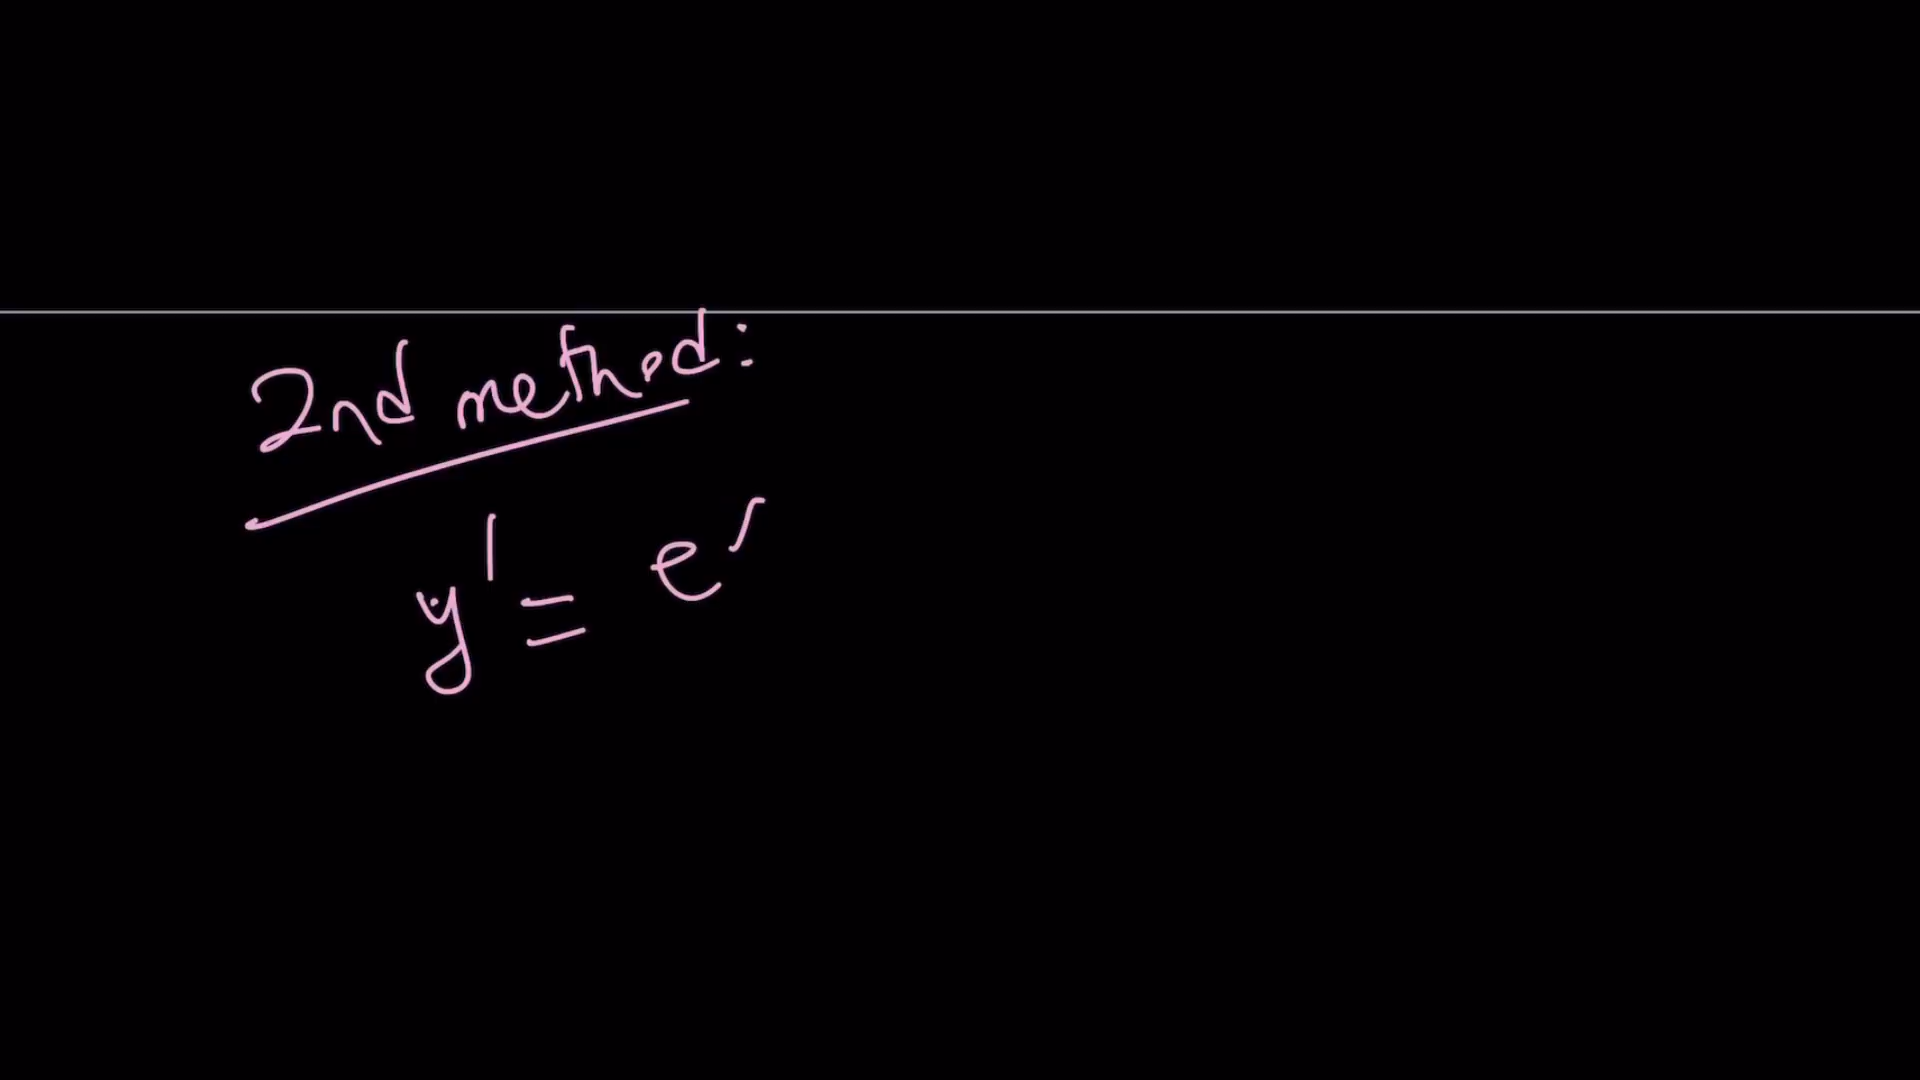 2nd method:
y' = e